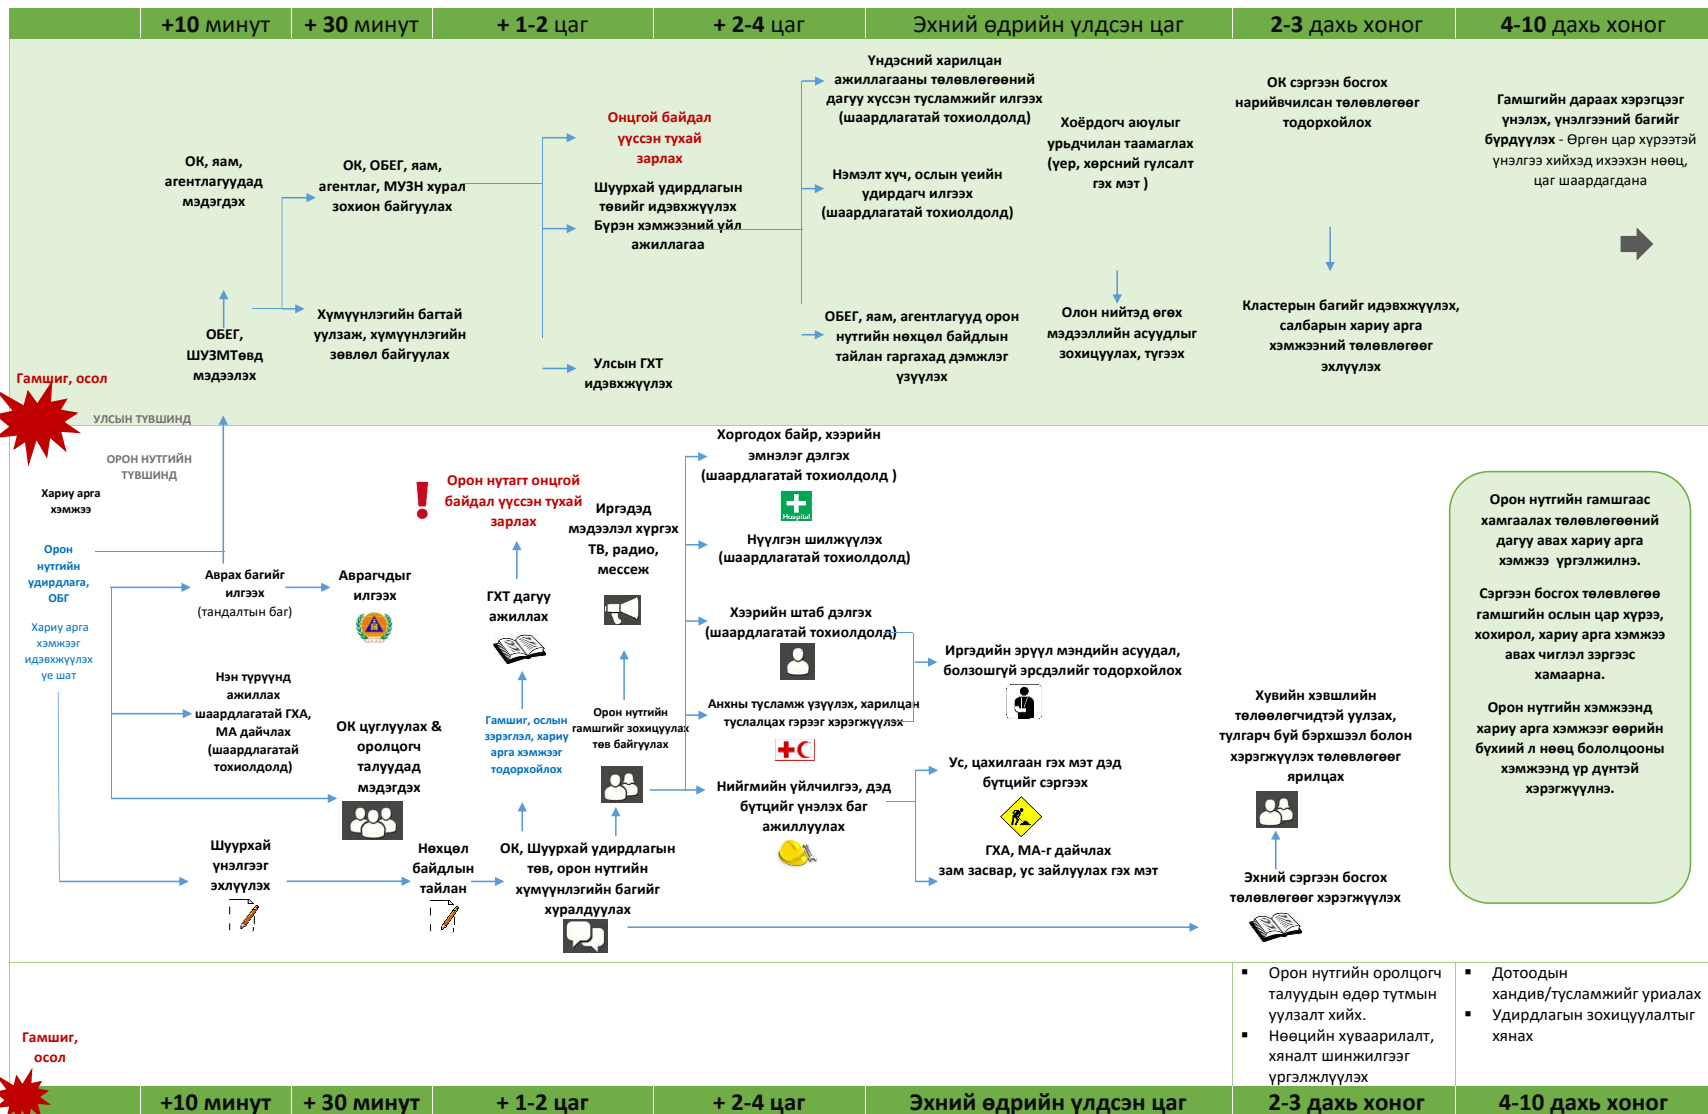 +10 минут
+ 30 минут
+ 1-2 цаг
+ 2-4 цаг
Эхний өдрийн үлдсэн цаг
2-3 дахь хоног
4-10 дахь хоног
ОК, яам,
агентлагуудад
мэдэгдэх
ОБЕГ,
ШУЗМТөвд
мэдээлэх
ОК, ОБЕГ, яам,
агентлаг, МУЗН хурал
зохион байгуулах
Хүмүүнлэгийн багтай
уулзаж, хүмүүнлэгийн
зөвлөл байгуулах
Онцгой байдал
үүссэн тухай
зарлах
Шуурхай удирдлагын
төвийг идэвхжүүлэх
Бүрэн хэмжээний үйл
ажиллагаа
Улсын ГХТ
идэвхжүүлэх
Үндэсний харилцан
ажиллагааны төлөвлөгөөний
дагуу хүссэн тусламжийг илгээх
(шаардлагатай тохиолдолд)
Нэмэлт хүч, ослын үеийн
удирдагч илгээх
(шаардлагатай тохиолдолд)
ОБЕГ, яам, агентлагууд орон
нутгийн нөхцөл байдлын
тайлан гаргахад дэмжлэг
үзүүлэх
Хоёрдогч аюулыг
урьдчилан таамаглах
(үер, хөрсний гулсалт
гэх мэт )
Олон нийтэд өгөх
мэдээллийн асуудлыг
зохицуулах, түгээх
ОК сэргээн босгох
нарийвчилсан төлөвлөгөөг
тодорхойлох
Кластерын багийг идэвхжүүлэх,
салбарын хариу арга
хэмжээний төлөвлөгөөг
эхлүүлэх
Гамшгийн дараах хэрэгцээг
үнэлэх, үнэлгээний багийг
бүрдүүлэх - Өргөн цар хүрээтэй
үнэлгээ хийхэд ихээхэн нөөц,
цаг шаардагдана
Гамшиг, осол
УЛСЫН ТҮВШИНД
ОРОН НУТГИЙН
ТҮВШИНД
Хариу арга
хэмжээ
Орон
нутгийн
удирдлага,
ОБГ
Хариу арга
хэмжээг
идэвхжүүлэх
үе шат
Аврах багийг
илгээх
(тандалтын баг)
Аврагчдыг
илгээх
Нэн түрүүнд
ажиллах
шаардлагатай ГХА,
МА дайчлах
(шаардлагатай
тохиолдолд)
ОК цуглуулах &
оролцогч
талуудад
мэдэгдэх
Шуурхай
үнэлгээг
эхлүүлэх
Нөхцөл
байдлын
тайлан
Орон нутагт онцгой
байдал үүссэн тухай
зарлах
ГХТ дагуу
ажиллах
Гамшиг, ослын
зэрэглэл, хариу
арга хэмжээг
тодорхойлох
ОК, Шуурхай удирдлагын
төв, орон нутгийн
хүмүүнлэгийн багийг
хуралдуулах
Иргэдэд
мэдээлэл хүргэх
ТВ, радио,
мессеж
Орон нутгийн
гамшгийг зохицуулах
төв байгуулах
Хоргодох байр, хээрийн
эмнэлэг дэлгэх
(шаардлагатай тохиолдолд )
Hospital
Нүүлгэн шилжүүлэх
(шаардлагатай тохиолдолд)
Хээрийн штаб дэлгэх
(шаардлагатай тохиолдолд)
Анхны тусламж үзүүлэх, харилцан
туслалцах гэрээг хэрэгжүүлэх
Нийгмийн үйлчилгээ, дэд
бүтцийг үнэлэх баг
ажиллуулах
Иргэдийн эрүүл мэндийн асуудал,
болзошгүй эрсдэлийг тодорхойлох
Ус, цахилгаан гэх мэт дэд
бүтцийг сэргээх
ГХА, МА-г дайчлах
зам засвар, ус зайлуулах гэх мэт
Хувийн хэвшлийн
төлөөлөгчидтэй уулзах,
тулгарч буй бэрхшээл болон
хэрэгжүүлэх төлөвлөгөөг
ярилцах
Эхний сэргээн босгох
төлөвлөгөөг хэрэгжүүлэх
Орон нутгийн гамшгаас
хамгаалах төлөвлөгөөний
дагуу авах хариу арга
хэмжээ үргэлжилнэ.
Сэргээн босгох төлөвлөгөө
гамшгийн ослын цар хүрээ,
хохирол, хариу арга хэмжээ
авах чиглэл зэргээс
хамаарна.
Орон нутгийн хэмжээнд
хариу арга хэмжээг өөрийн
бүхий л нөөц бололцооны
хэмжээнд үр дүнтэй
хэрэгжүүлнэ.
▪ Орон нутгийн оролцогч
талуудын өдөр тутмын
уулзалт хийх.
▪ Нөөцийн хуваарилалт,
хяналт шинжилгээг
үргэлжлүүлэх
▪ Дотоодын
хандив/тусламжийг уриалах
▪ Удирдлагын зохицуулалтыг
хянах
Гамшиг,
осол
+10 минут
+ 30 минут
+ 1-2 цаг
+ 2-4 цаг
Эхний өдрийн үлдсэн цаг
2-3 дахь хоног
4-10 дахь хоног